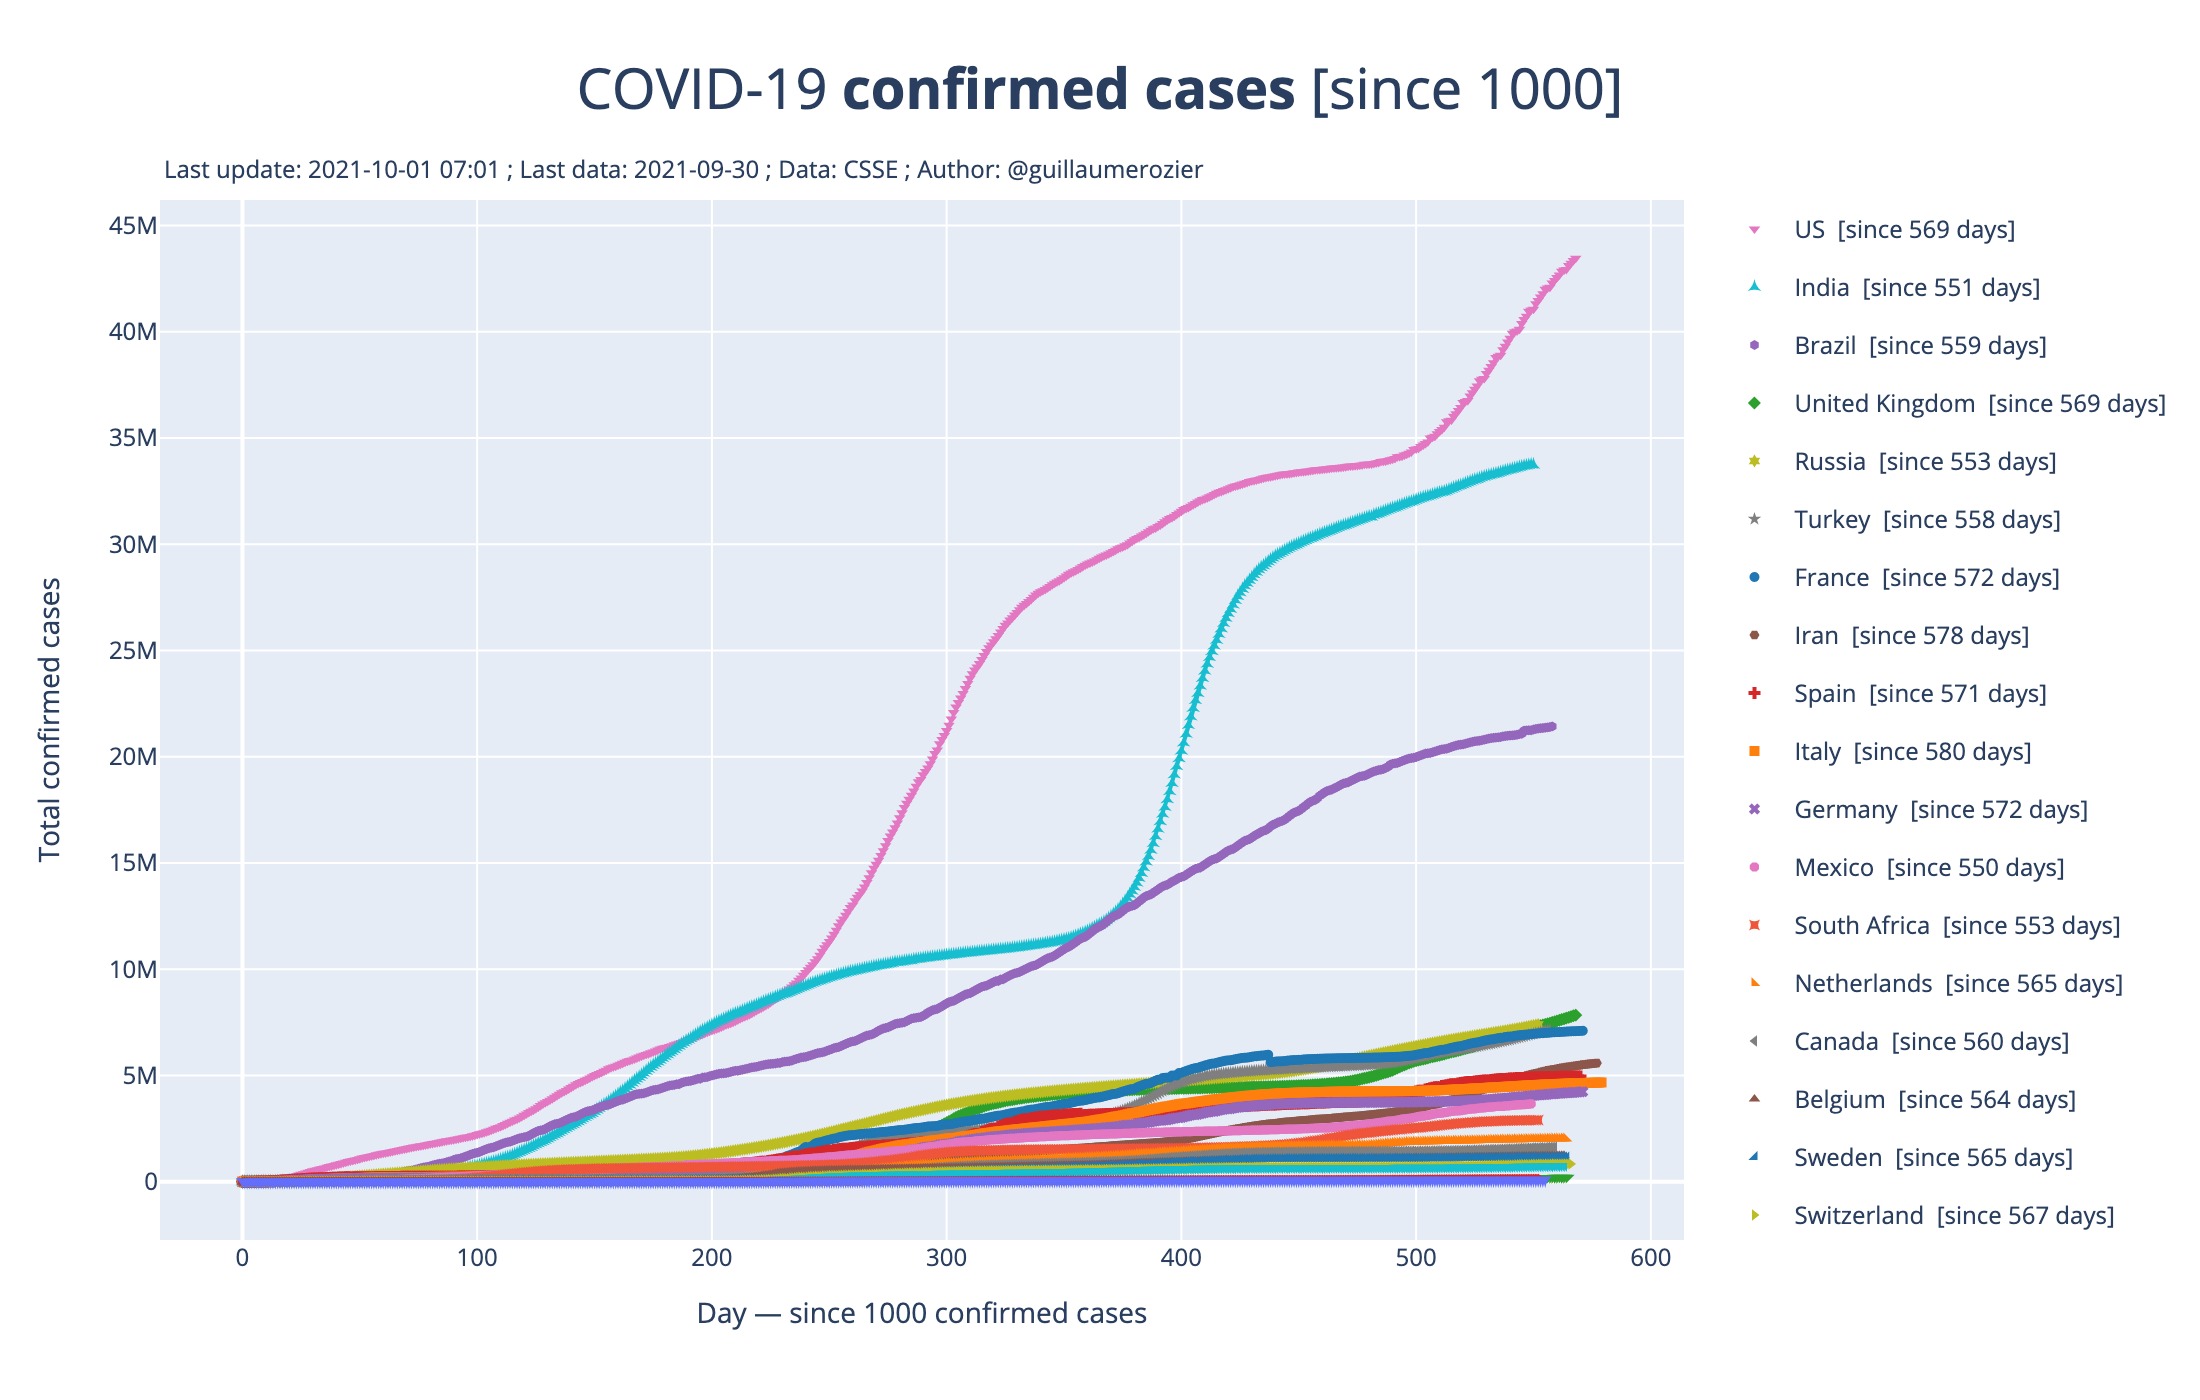 COVID-19 confirmed cases [since 1000]
Last update: 2021-10-01 07:01 ; Last data: 2021-09-30 ; Data: CSSE ; Author: @guillaumerozier
45M
40M
35M
30M
25M
20M
15M
10M
5M
0
Total confirmed cases
0 100 200 300 400 500 600
Day — since 1000 confirmed cases
US [since 569 days]
India [since 551 days]
Brazil [since 559 days]
United Kingdom [since 569 days]
Russia [since 553 days]
Turkey [since 558 days]
France [since 572 days]
Iran [since 578 days]
Spain [since 571 days]
Italy [since 580 days]
Germany [since 572 days]
Mexico [since 550 days]
South Africa [since 553 days]
Netherlands [since 565 days]
Canada [since 560 days]
Belgium [since 564 days]
Sweden [since 565 days]
Switzerland [since 567 days]